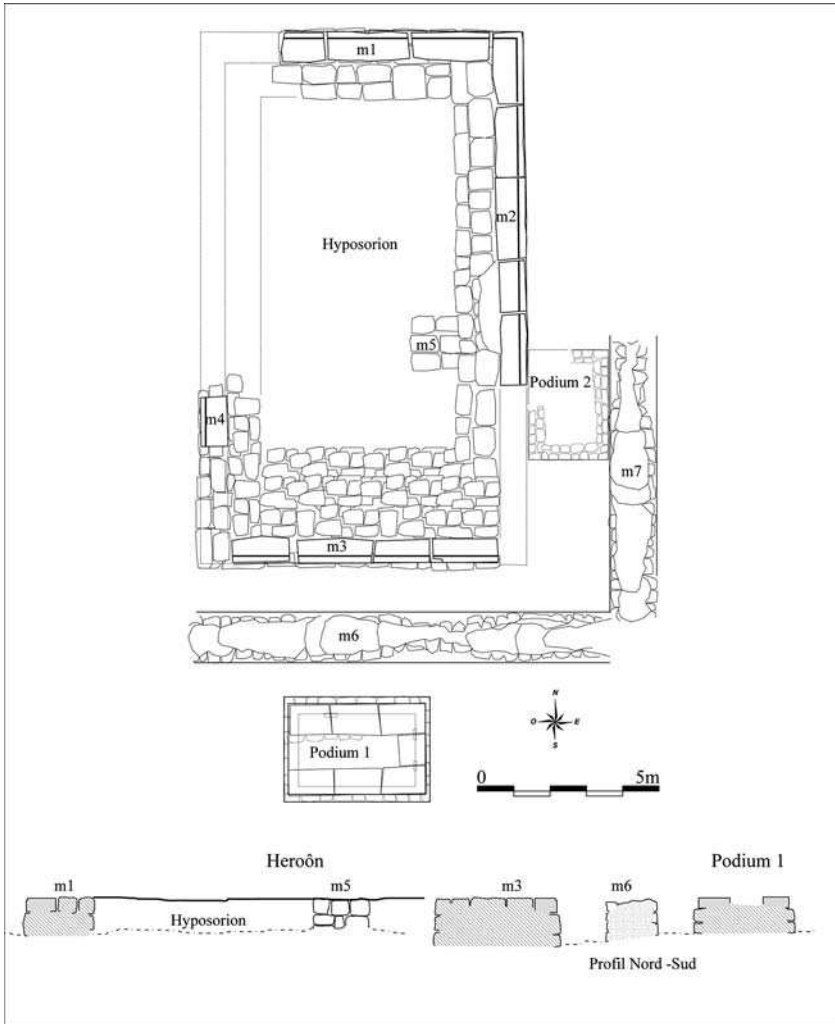 m1
m2
Hyposorion
m5
Podium 2
m4
m7
m3
m6
N
O E
S
Podium 1
0 5m
Heroôn Podium 1
m1 m5 m3 m6
Hyposorion
Profil Nord -Sud